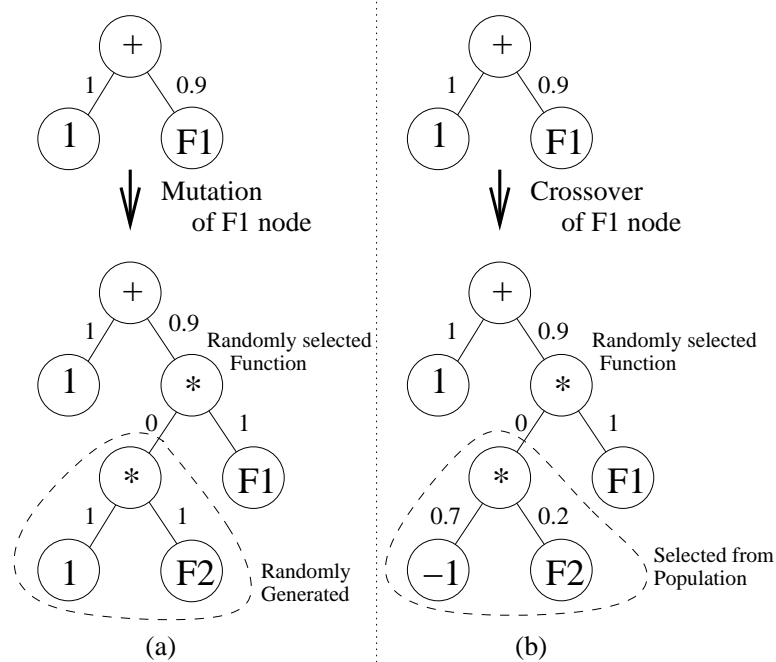 +
1 0.9
1 F1
Mutation
of F1 node
+
1 0.9
Randomly selected
Function
1 *
0 1
* F1
1 1
1 F2
Randomly
Generated
(a)
+
1 0.9
1 F1
Crossover
of F1 node
+
1 0.9
Randomly selected
Function
1 *
0 1
* F1
0.7 0.2
−1 F2
Selected from
Population
(b)